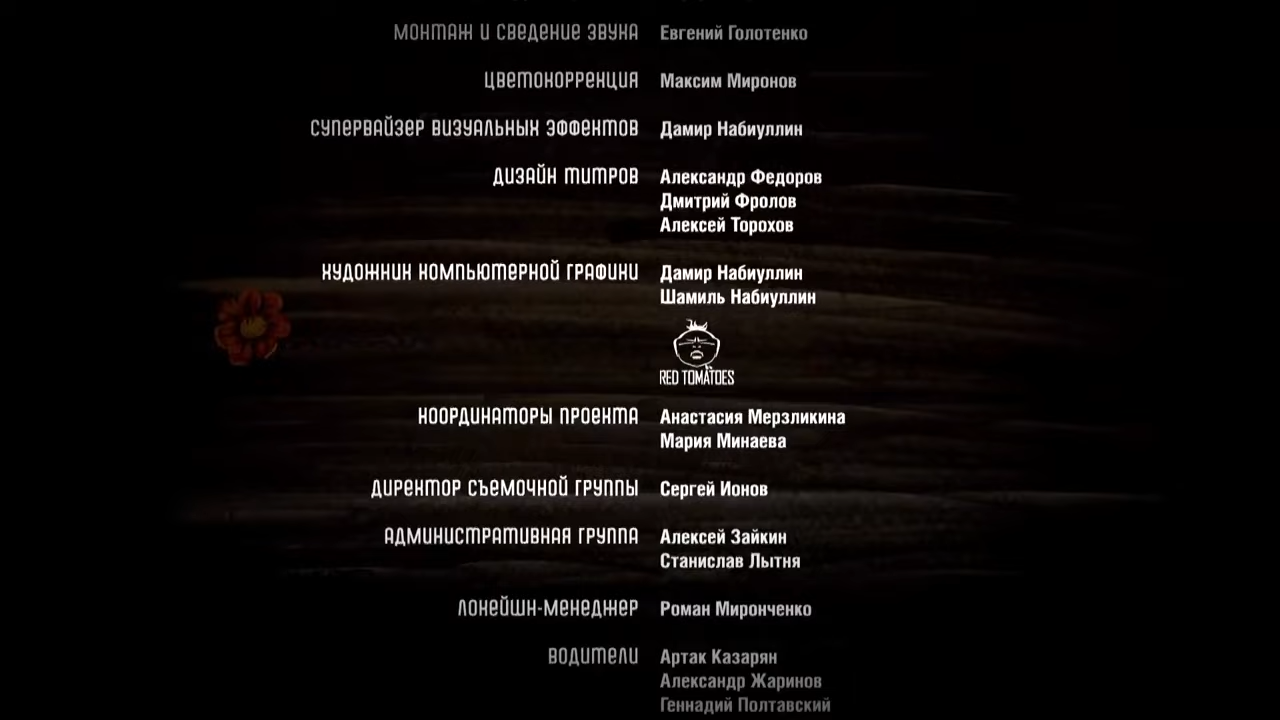 МОНТАЖ И СВЕДЕНИЕ ЗВУКА Евгений Голотенко
ЦВЕТОКОРРЕКЦИЯ Максим Миронов
СУПЕРВАЙЗЕР ВИЗУАЛЬНЫХ ЭФФЕКТОВ Дамир Набиуллин
ДИЗАЙН ТИТРОВ Александр Федоров
Дмитрий Фролов
Алексей Торохов
ХУДОЖНИК КОМПЬЮТЕРНОЙ ГРАФИКИ Дамир Набиуллин
Шамиль Набиуллин
RED TOMATOES
КООРДИНАТОРЫ ПРОЕКТА Анастасия Мерзликина
Мария Минаева
ДИРЕКТОР СЪЕМОЧНОЙ ГРУППЫ Сергей Ионов
АДМИНИСТРАТИВНАЯ ГРУППА Алексей Зайкин
Станислав Лытня
ЛОКЕЙШН-МЕНЕДЖЕР Роман Миронченко
ВОДИТЕЛИ Артак Казарян
Александр Жаринов
Геннадий Полтавский